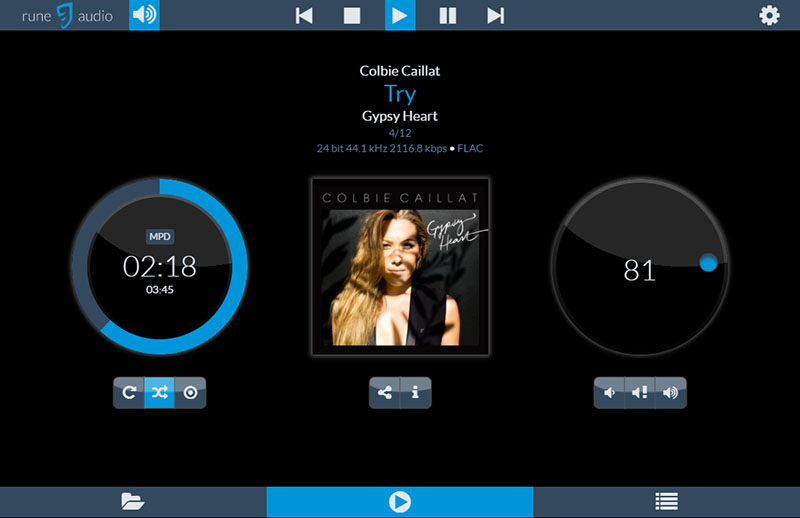 rune audio
Colbie Caillat
Try
Gypsy Heart
4/12
24 bit 44.1 kHz 2116.8 kbps • FLAC
MPD
02:18
03:45
COLBIE CAILLAT
Gypsy
Heart
81